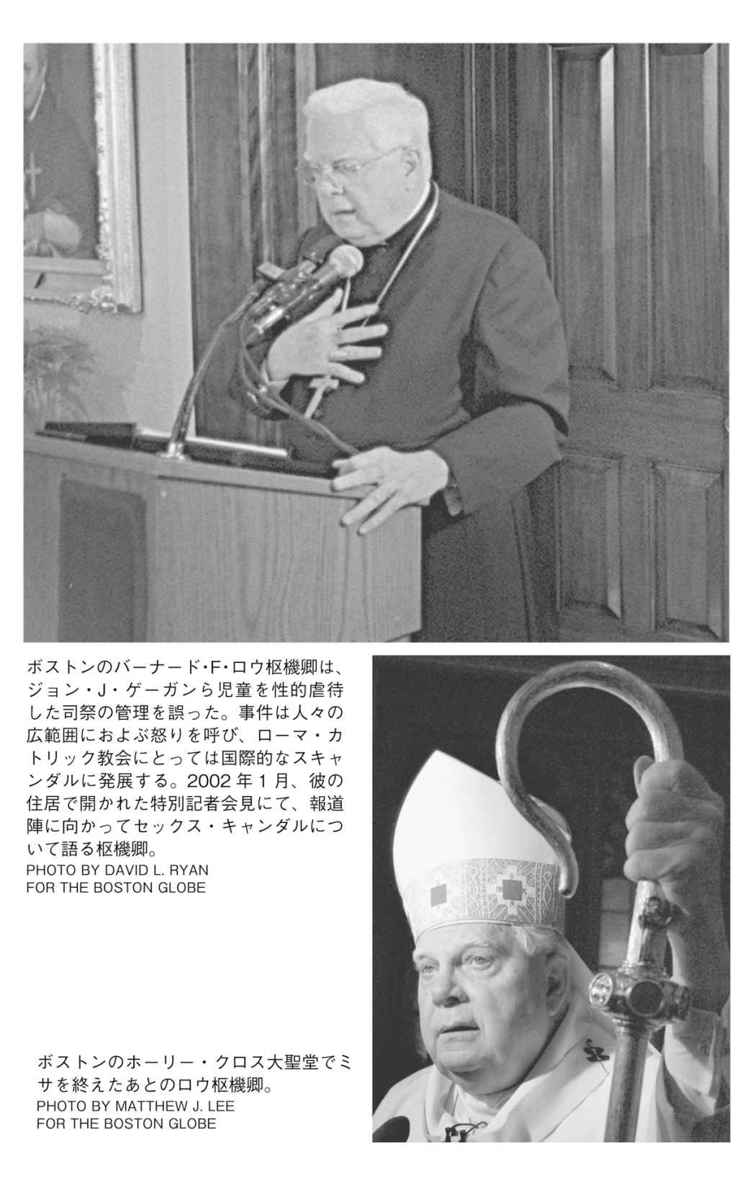 ボストンのバーナード・F・ロウ枢機卿は、
ジョン・J・ゲーガンら児童を性的虐待
した司祭の管理を誤った。事件は人々の
広範囲におよぶ怒りを呼び、ローマ・カ
トリック教会にとっては国際的なスキャ
ンダルに発展する。2002 年 1 月、彼の
住居で開かれた特別記者会見にて、報道
陣に向かってセックス・キャンダルにつ
いて語る枢機卿。
PHOTO BY DAVID L. RYAN
FOR THE BOSTON GLOBE
ボストンのホーリー・クロス大聖堂でミ
サを終えたあとのロウ枢機卿。
PHOTO BY MATTHEW J. LEE
FOR THE BOSTON GLOBE